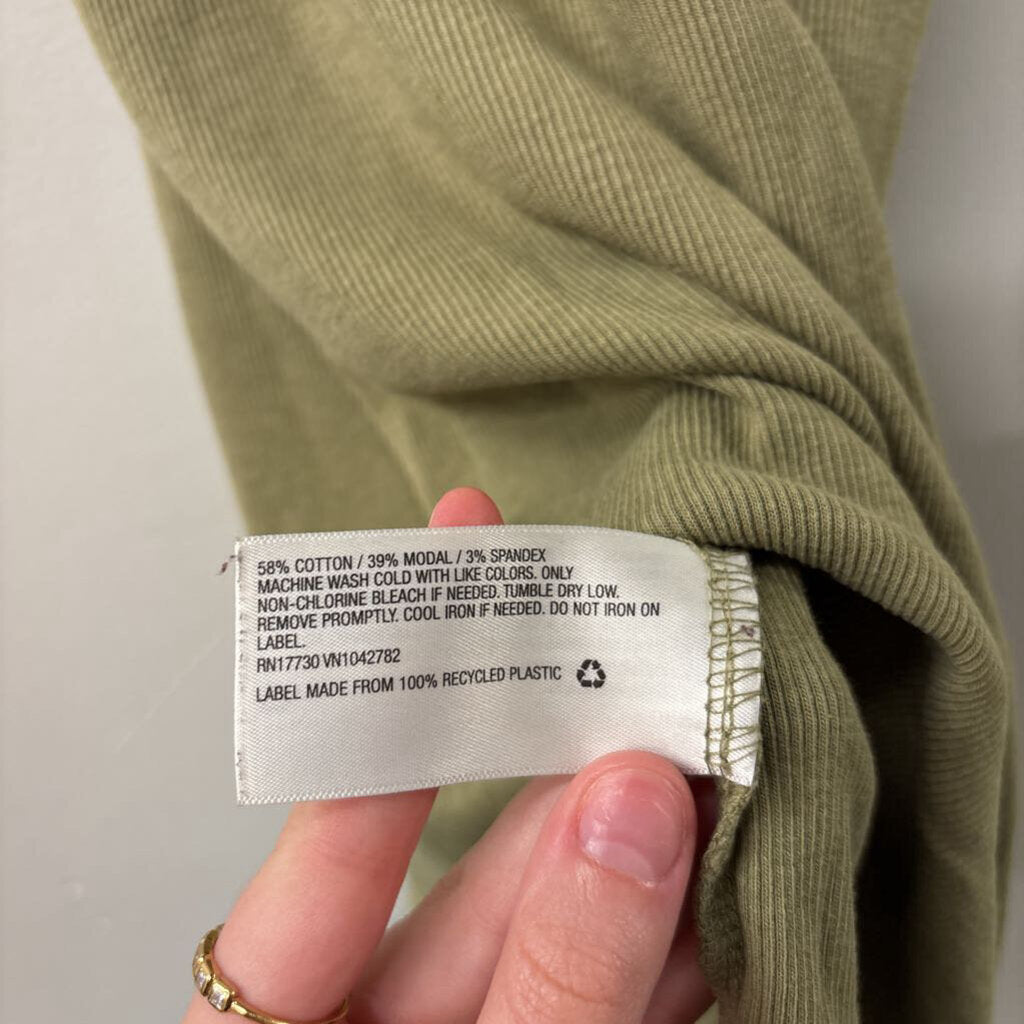 58% COTTON / 39% MODAL / 3% SPANDEX
MACHINE WASH COLD WITH LIKE COLORS. ONLY
NON-CHLORINE BLEACH IF NEEDED. TUMBLE DRY LOW.
REMOVE PROMPTLY. COOL IRON IF NEEDED. DO NOT IRON ON
LABEL.
RN17730 VN1042782
LABEL MADE FROM 100% RECYCLED PLASTIC